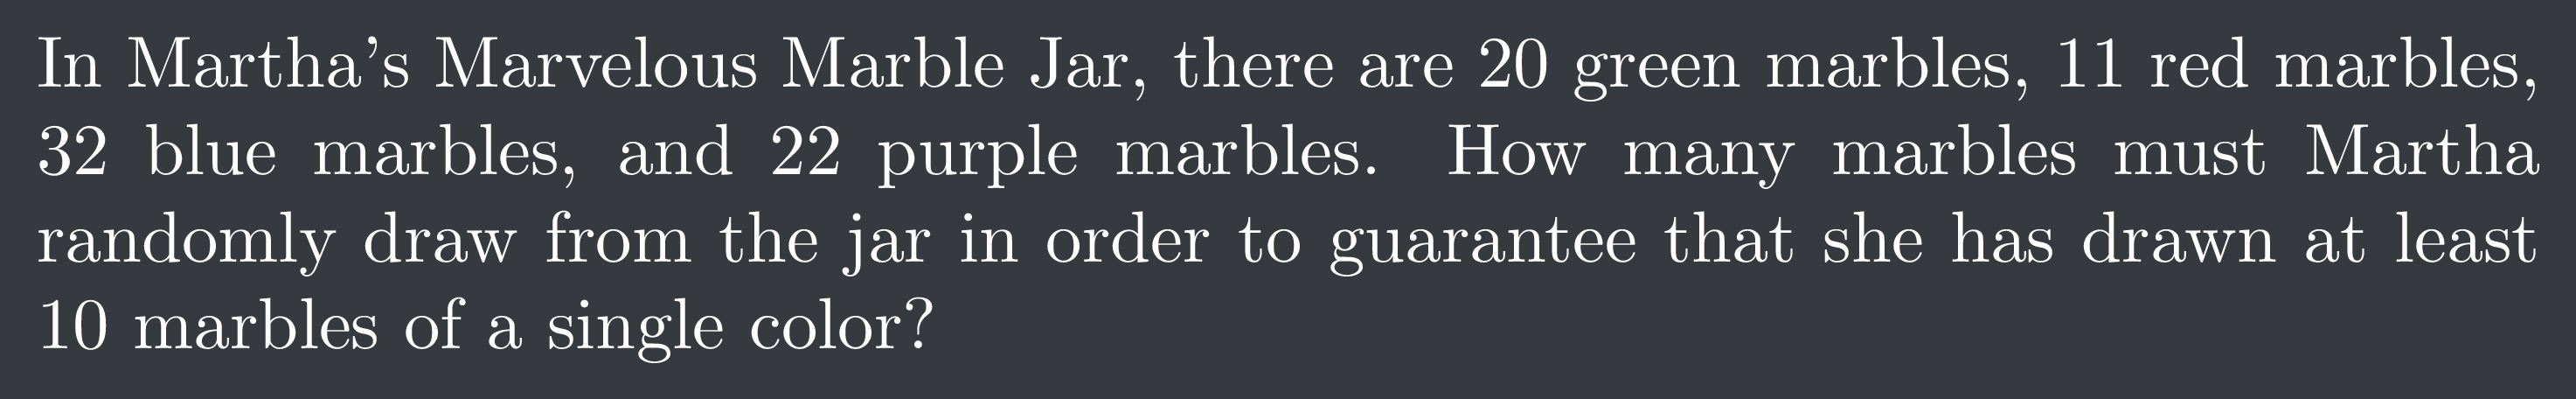 In Martha’s Marvelous Marble Jar, there are 20 green marbles, 11 red marbles,
32 blue marbles, and 22 purple marbles. How many marbles must Martha
randomly draw from the jar in order to guarantee that she has drawn at least
10 marbles of a single color?